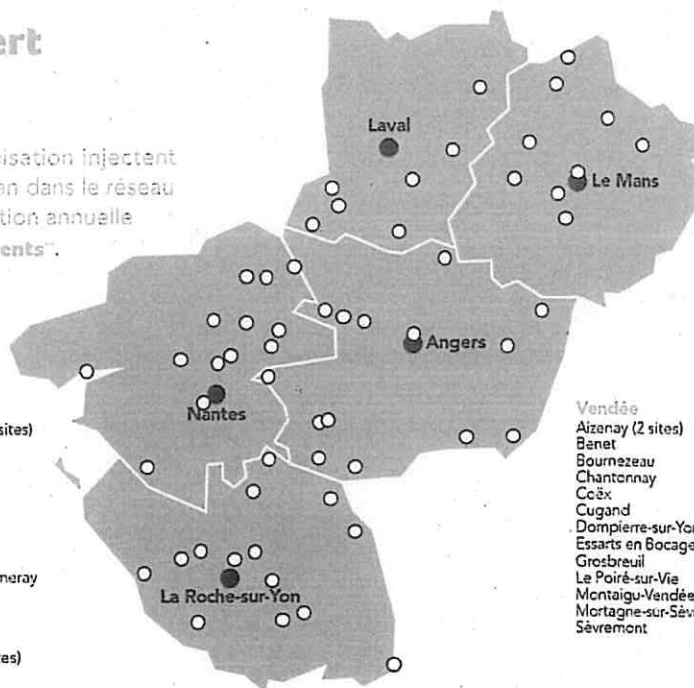 ert
isation injectent
an dans le réseau
tion annuelle
ents".
Laval
Le Mans
Angers
Nantes
La Roche-sur-Yon
sites)
neray
tes)
Vendée
Aizenay (2 sites)
Benet
Bournezeau
Chantonnay
Coëx
Cugand
Dompierre-sur-Yon
Essarts en Bocage
Grosbreuil
Le Poiré-sur-Vie
Montaigu-Vendée
Mortagne-sur-Sèvr
Sèvremont